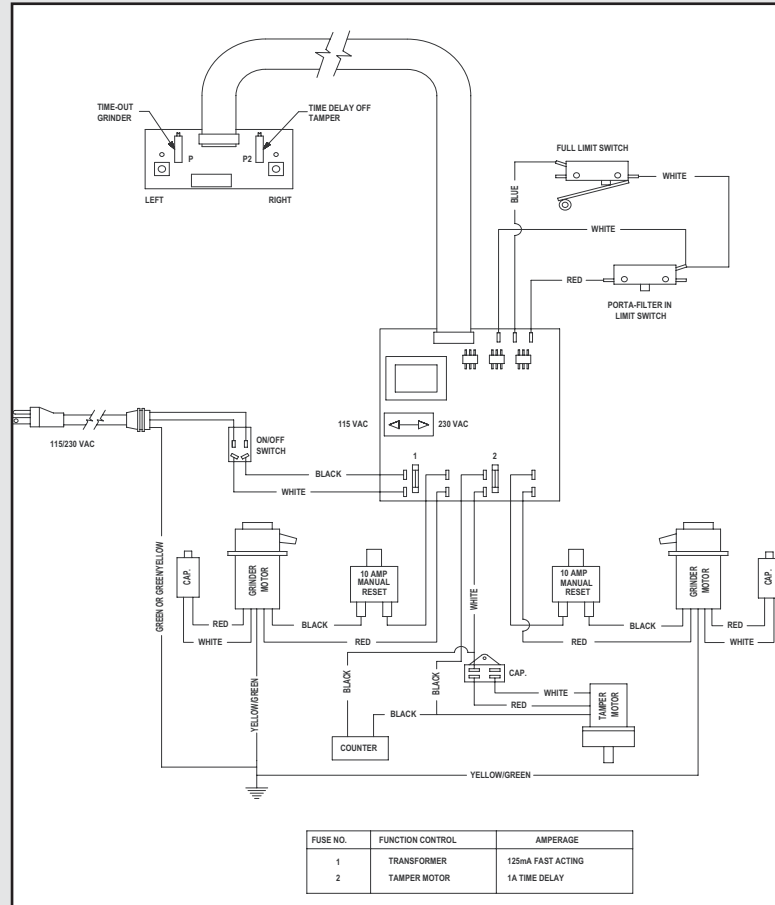 TIME-OUT
GRINDER
TIME DELAY OFF
TAMPER
P
P2
LEFT
RIGHT
FULL LIMIT SWITCH
BLUE
WHITE
WHITE
RED
PORTA-FILTER IN
LIMIT SWITCH
115 VAC
230 VAC
115/230 VAC
ON/OFF
SWITCH
1
2
BLACK
WHITE
GREEN OR GREEN/YELLOW
CAP.
GRINDER
MOTOR
10 AMP
MANUAL
RESET
WHITE
10 AMP
MANUAL
RESET
GRINDER
MOTOR
CAP.
RED
WHITE
BLACK
RED
BLACK
RED
RED
WHITE
YELLOW/GREEN
BLACK
BLACK
CAP.
WHITE
RED
BLACK
TAMPER
MOTOR
COUNTER
YELLOW/GREEN
FUSE NO. FUNCTION CONTROL AMPERAGE
1 TRANSFORMER 125mA FAST ACTING
2 TAMPER MOTOR 1A TIME DELAY